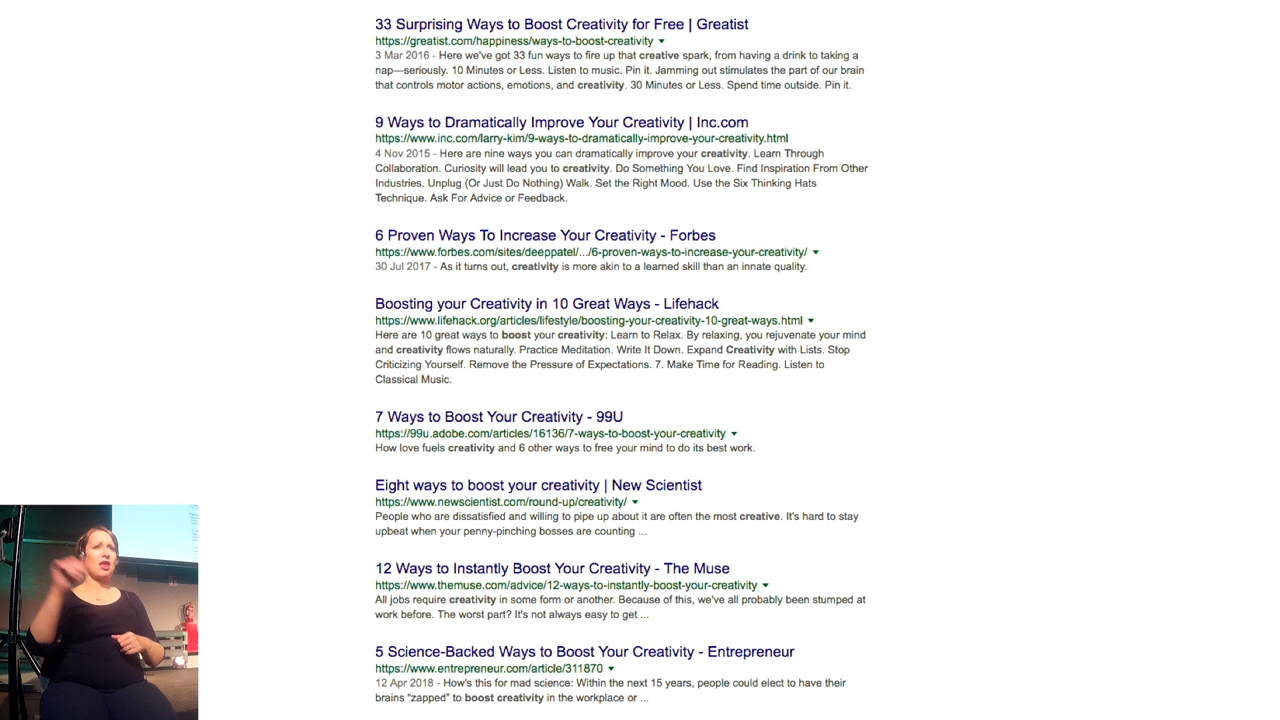 33 Surprising Ways to Boost Creativity for Free | Greatist
https://greatist.com/happiness/ways-to-boost-creativity
3 Mar 2016 - Here we've got 33 fun ways to fire up that creative spark, from having a drink to taking a
nap—seriously. 10 Minutes or Less. Listen to music. Pin it. Jamming out stimulates the part of our brain
that controls motor actions, emotions, and creativity. 30 Minutes or Less. Spend time outside. Pin it.
9 Ways to Dramatically Improve Your Creativity | Inc.com
https://www.inc.com/larry-kim/9-ways-to-dramatically-improve-your-creativity.html
4 Nov 2015 - Here are nine ways you can dramatically improve your creativity. Learn Through
Collaboration. Curiosity will lead you to creativity. Do Something You Love. Find Inspiration From Other
Industries. Unplug (Or Just Do Nothing) Walk. Set the Right Mood. Use the Six Thinking Hats
Technique. Ask For Advice or Feedback.
6 Proven Ways To Increase Your Creativity - Forbes
https://www.forbes.com/sites/deeppatel/.../6-proven-ways-to-increase-your-creativity/
30 Jul 2017 - As it turns out, creativity is more akin to a learned skill than an innate quality.
Boosting your Creativity in 10 Great Ways - Lifehack
https://www.lifehack.org/articles/lifestyle/boosting-your-creativity-10-great-ways.html
Here are 10 great ways to boost your creativity: Learn to Relax. By relaxing, you rejuvenate your mind
and creativity flows naturally. Practice Meditation. Write It Down. Expand Creativity with Lists. Stop
Criticizing Yourself. Remove the Pressure of Expectations. 7. Make Time for Reading. Listen to
Classical Music.
7 Ways to Boost Your Creativity - 99U
https://99u.adobe.com/articles/16136/7-ways-to-boost-your-creativity
How love fuels creativity and 6 other ways to free your mind to do its best work.
Eight ways to boost your creativity | New Scientist
https://www.newscientist.com/round-up/creativity/
People who are dissatisfied and willing to pipe up about it are often the most creative. It's hard to stay
upbeat when your penny-pinching bosses are counting ...
12 Ways to Instantly Boost Your Creativity - The Muse
https://www.themuse.com/advice/12-ways-to-instantly-boost-your-creativity
All jobs require creativity in some form or another. Because of this, we've all probably been stumped at
work before. The worst part? It's not always easy to get ...
5 Science-Backed Ways to Boost Your Creativity - Entrepreneur
https://www.entrepreneur.com/article/311870
12 Apr 2018 - How's this for mad science: Within the next 15 years, people could elect to have their
brains “zapped” to boost creativity in the workplace or ...